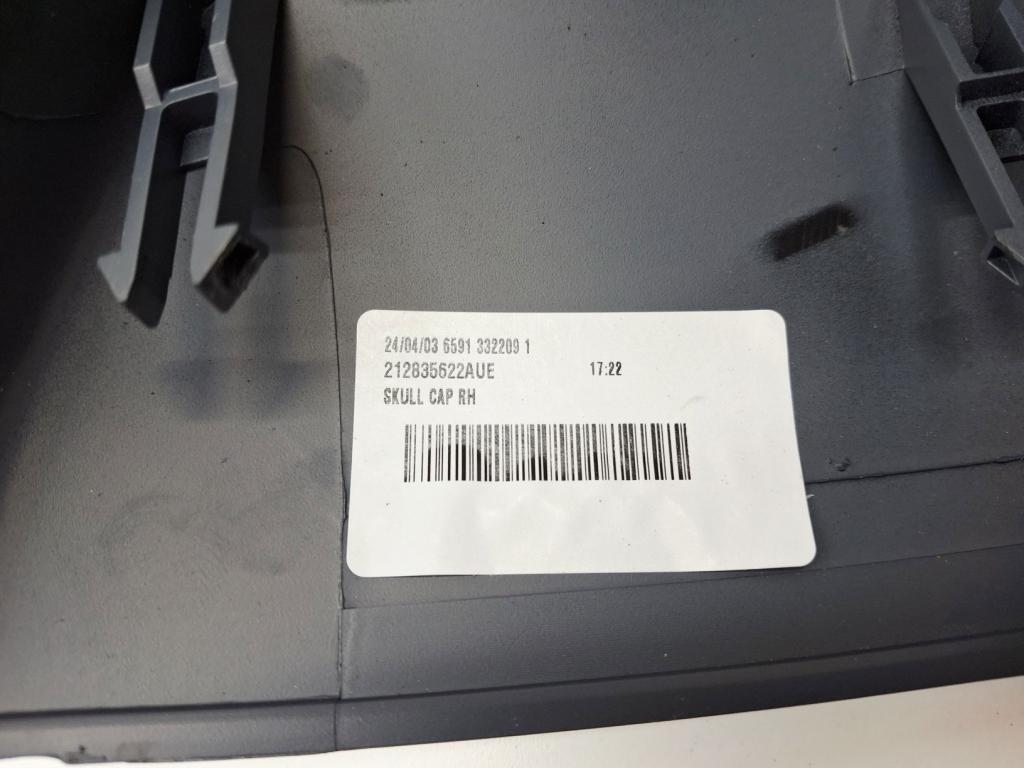 24/04/03 6591 332209 1
212835622AUE 17:22
SKULL CAP RH